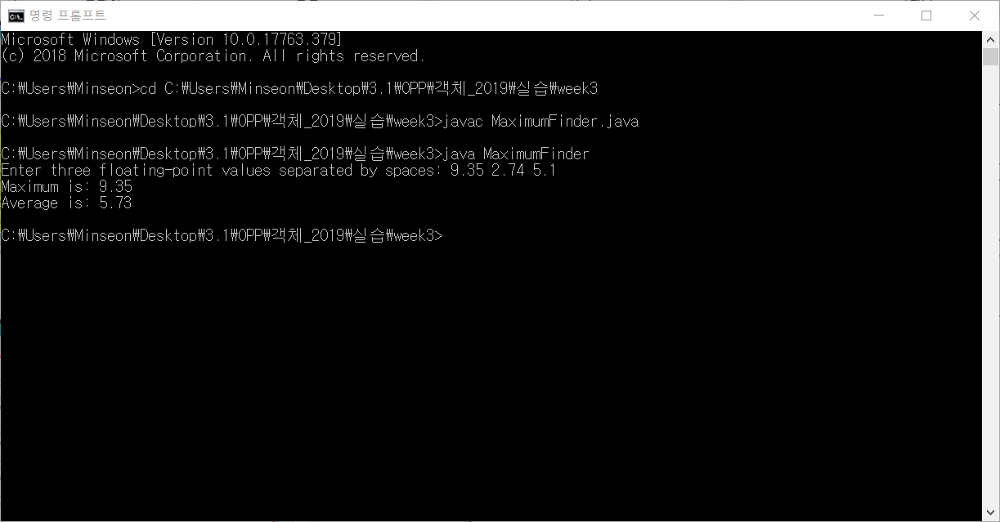 명령 프롬프트
Microsoft Windows [Version 10.0.17763.379]
(c) 2018 Microsoft Corporation. All rights reserved.
C:₩Users₩Minseon>cd C:₩Users₩Minseon₩Desktop₩3.1₩OPP₩객체_2019₩실습₩week3
C:₩Users₩Minseon₩Desktop₩3.1₩OPP₩객체_2019₩실습₩week3>javac MaximumFinder.java
C:₩Users₩Minseon₩Desktop₩3.1₩OPP₩객체_2019₩실습₩week3>java MaximumFinder
Enter three floating-point values separated by spaces: 9.35 2.74 5.1
Maximum is: 9.35
Average is: 5.73
C:₩Users₩Minseon₩Desktop₩3.1₩OPP₩객체_2019₩실습₩week3>